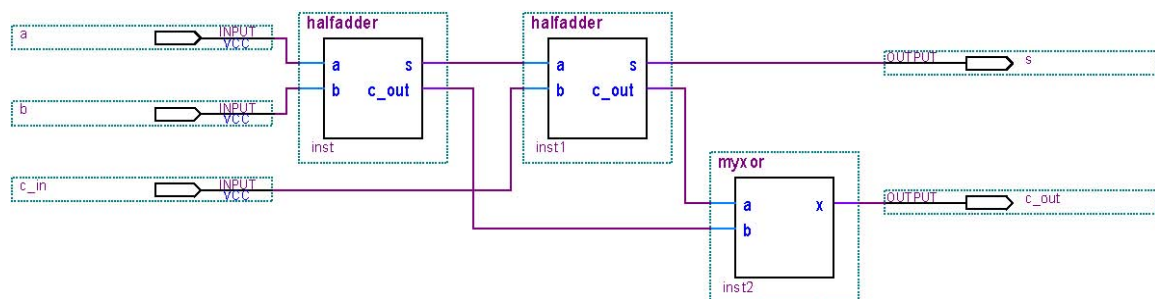 halfadder
halfadder
a
INPUT
VCC
a
s
b
c_out
a
s
b
c_out
OUTPUT
s
b
INPUT
VCC
inst
inst1
myxor
c_in
INPUT
VCC
a
x
b
OUTPUT
c_out
inst2